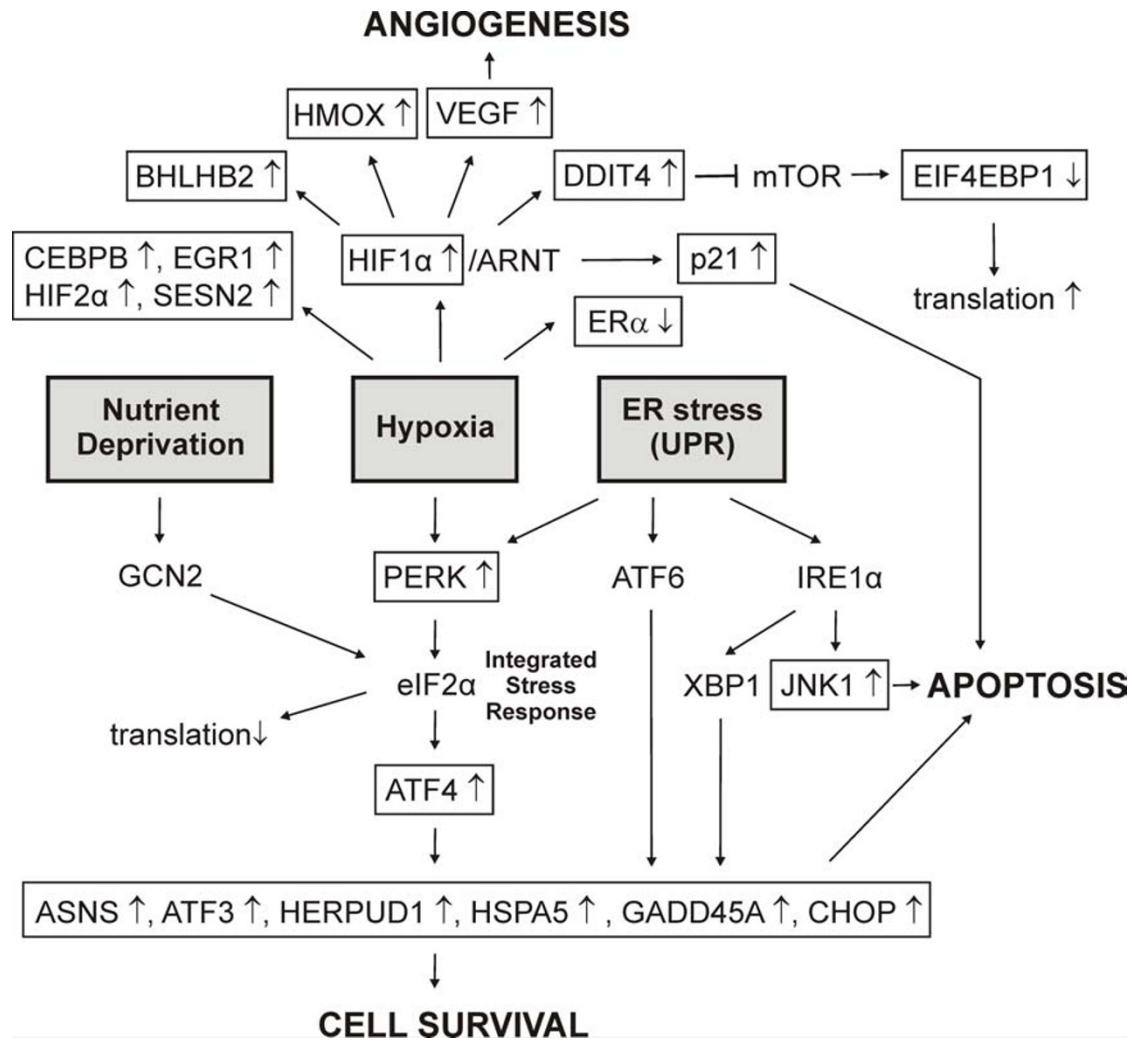 ANGIOGENESIS
HMOX ↑
VEGF ↑
BHLHB2 ↑
DDIT4 ↑
mTOR
EIF4EBP1 ↓
CEBPB ↑, EGR1 ↑
HIF2α ↑, SESN2 ↑
HIF1α ↑ /ARNT
p21 ↑
translation ↑
ERα ↓
Nutrient
Deprivation
Hypoxia
ER stress
(UPR)
GCN2
PERK ↑
ATF6
IRE1α
eIF2α
Integrated
Stress
Response
XBP1
JNK1 ↑
APOPTOSIS
translation↓
ATF4 ↑
ASNS ↑, ATF3 ↑, HERPUD1 ↑, HSPA5 ↑ , GADD45A ↑, CHOP ↑
CELL SURVIVAL